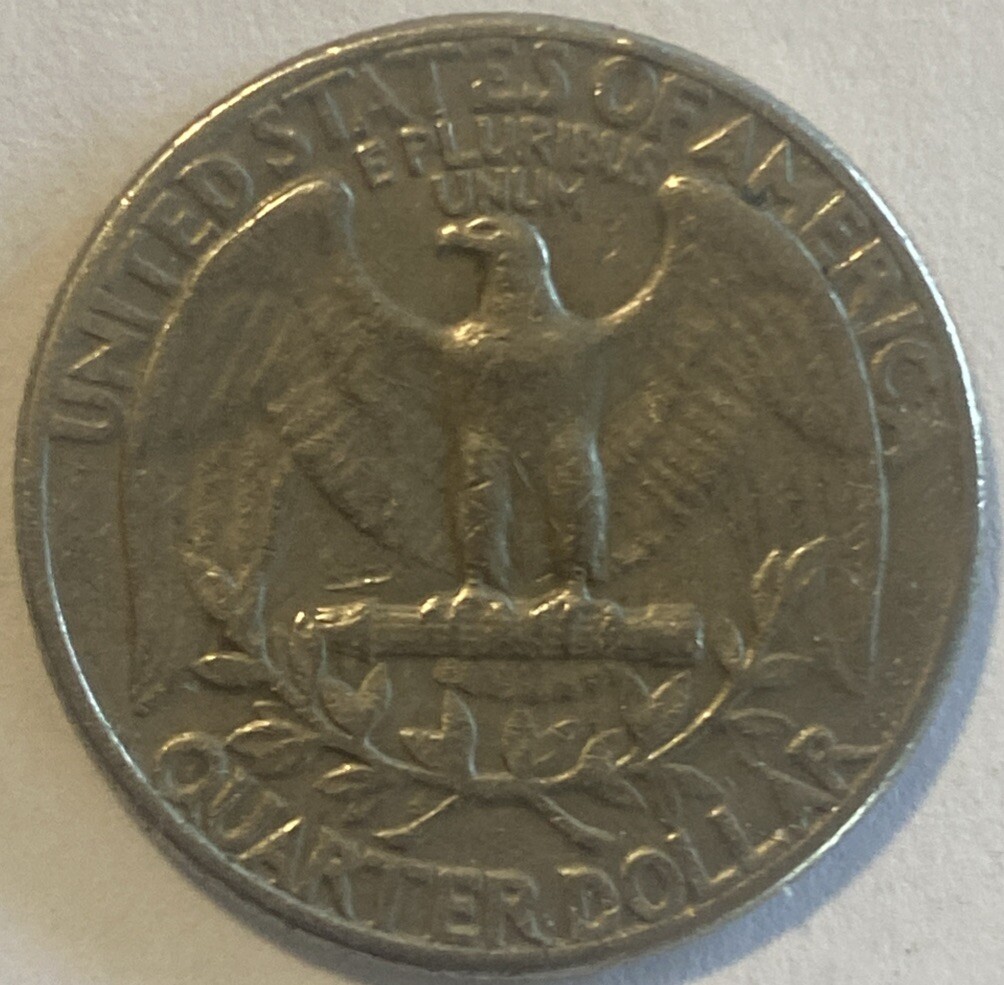 UNITED STATES OF AMERICA
E PLURIBUS
UNUM
QUARTER DOLLAR